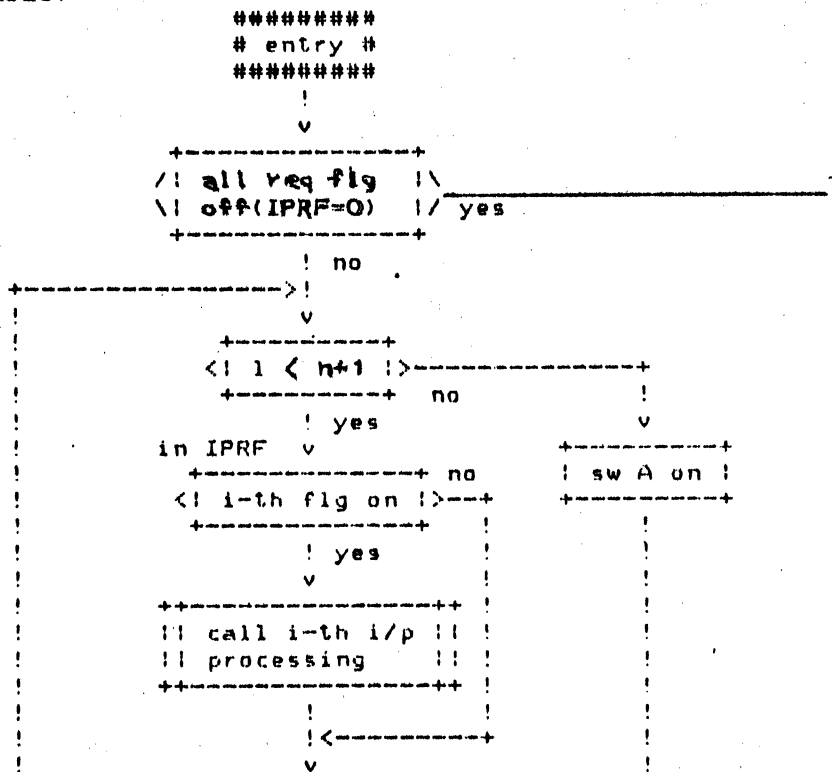 # entry #
all req flg
off(IPRF=0) yes
no
1 < n+1
no
yes
in IPRF
no
i-th flg on
sw A on
yes
call i-th i/p
processing